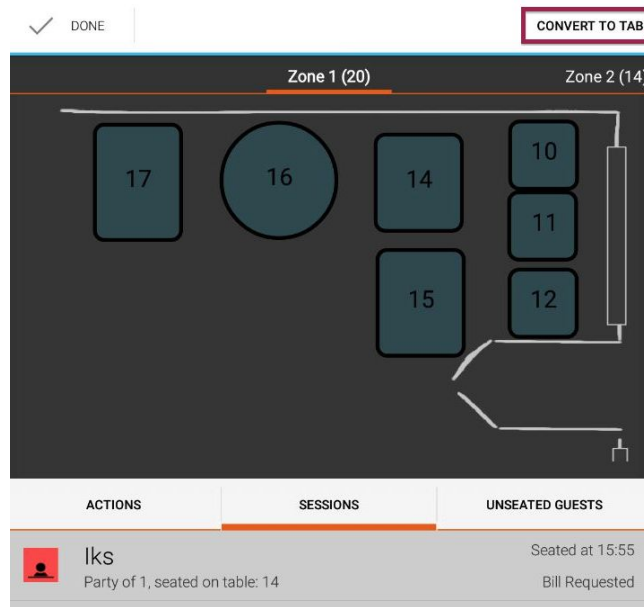 DONE
CONVERT TO TAB
Zone 1 (20)
Zone 2 (14)
17
16
14
10
11
15
12
ACTIONS
SESSIONS
UNSEATED GUESTS
Iks
Seated at 15:55
Party of 1, seated on table: 14
Bill Requested